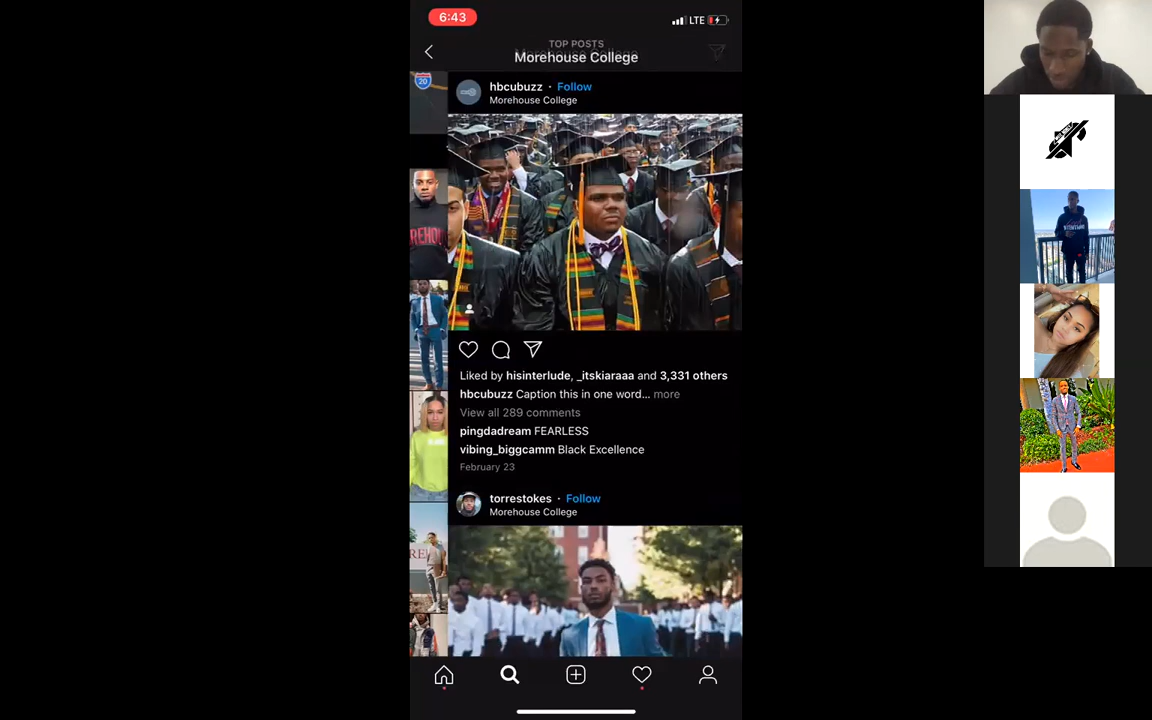 6:43
LTE
TOP POSTS
Morehouse College
20
hbcubuzz · Follow
Morehouse College
Liked by hisinterlude, _itskiaraaa and 3,331 others
hbcubuzz Caption this in one word... more
View all 289 comments
pingdadream FEARLESS
vibing_biggcamm Black Excellence
February 23
torrestokes · Follow
Morehouse College